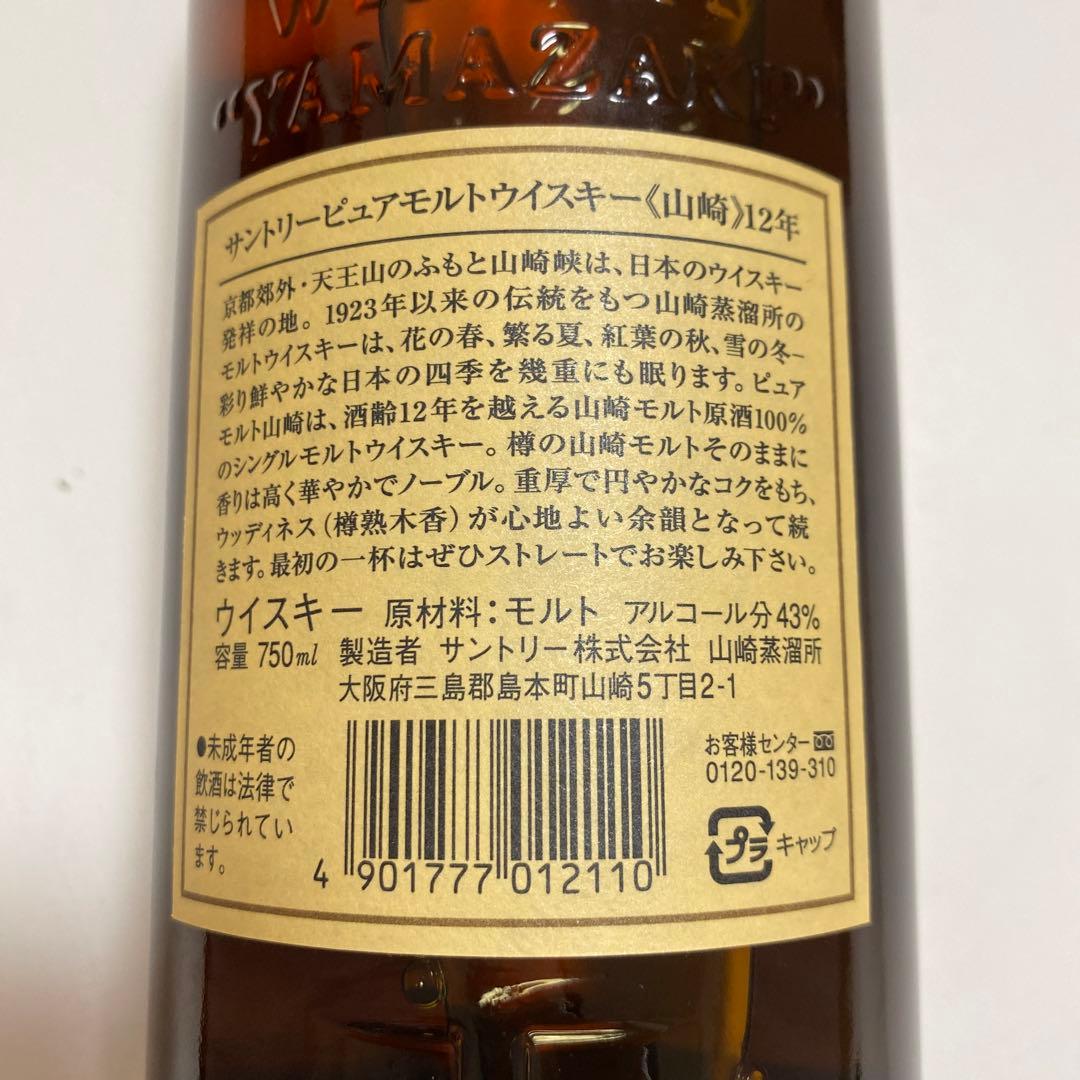 "YAMAZAKI"
サントリーピュアモルトウイスキー《山崎》12年
京都郊外・天王山のふもと山崎峡は、日本のウイスキー
発祥の地。1923年以来の伝統をもつ山崎蒸溜所の
モルトウイスキーは、花の春、繁る夏、紅葉の秋、雪の冬−
彩り鮮やかな日本の四季を幾重にも眠ります。ピュア
モルト山崎は、酒齢12年を越える山崎モルト原酒100%
のシングルモルトウイスキー。樽の山崎モルトそのままに
香りは高く華やかでノーブル。重厚で円やかなコクをもち、
ウッディネス(樽熟木香)が心地よい余韻となって続
きます。最初の一杯はぜひストレートでお楽しみ下さい。
ウイスキー 原材料:モルト アルコール分43%
容量 750ml 製造者 サントリー株式会社 山崎蒸溜所
大阪府三島郡島本町山崎5丁目2-1
●未成年者の
飲酒は法律で
禁じられてい
ます。
4 901777 012110
お客様センター
0120-139-310
プラ キャップ